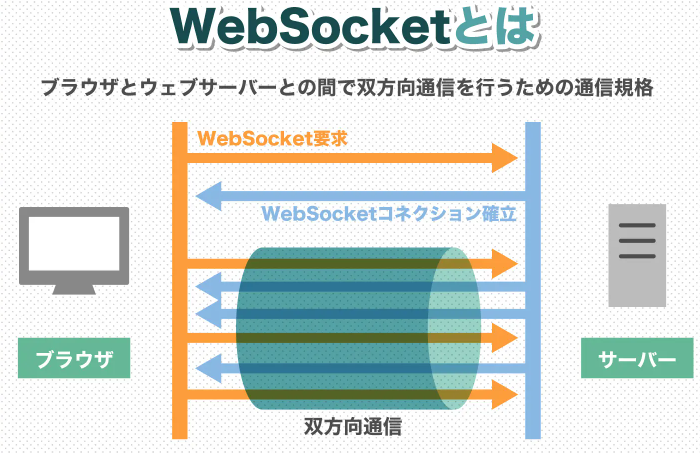 WebSocketとは
ブラウザとウェブサーバーとの間で双方向通信を行うための通信規格
WebSocket要求
WebSocketコネクション確立
ブラウザ
サーバー
双方向通信